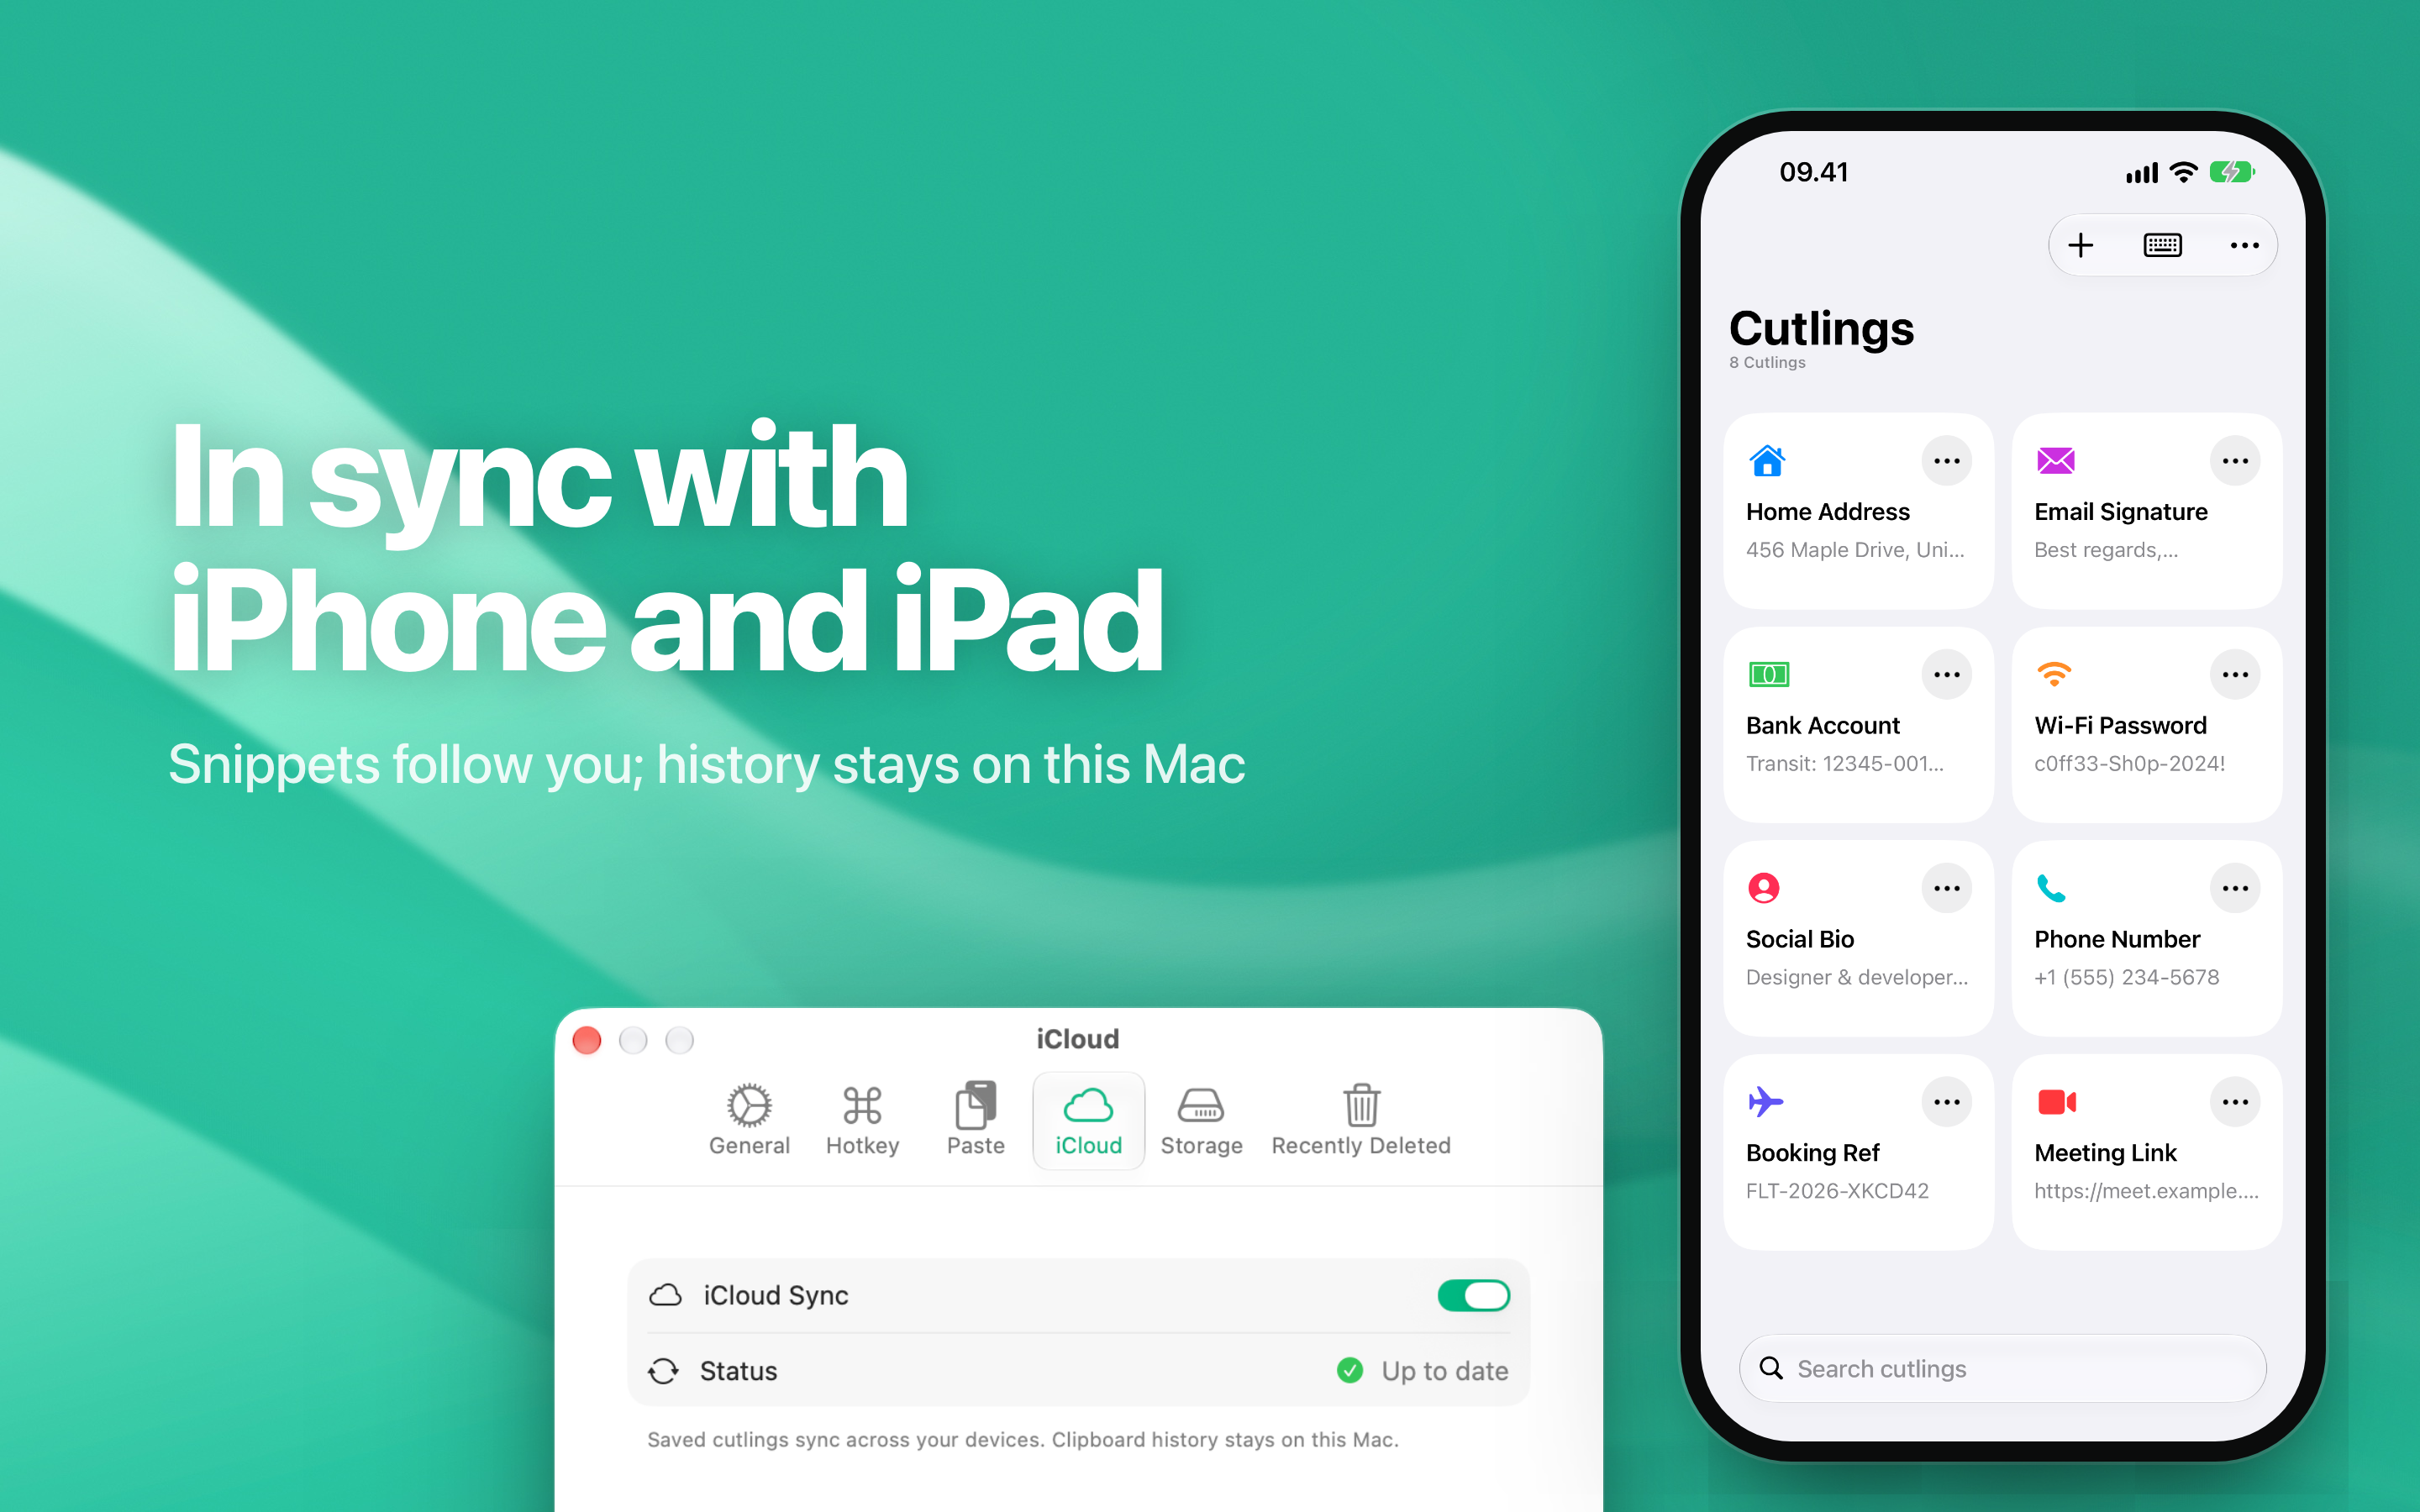 In sync with
iPhone and iPad
Snippets follow you; history stays on this Mac
iCloud
General
Hotkey
Paste
iCloud
Storage
Recently Deleted
iCloud Sync
Status
Up to date
Saved cutlings sync across your devices. Clipboard history stays on this Mac.
09.41
Cutlings
8 Cutlings
Home Address
456 Maple Drive, Uni...
Email Signature
Best regards,...
Bank Account
Transit: 12345-001...
Wi-Fi Password
c0ff33-Sh0p-2024!
Social Bio
Designer & developer...
Phone Number
+1 (555) 234-5678
Booking Ref
FLT-2026-XKCD42
Meeting Link
https://meet.example....
Search cutlings